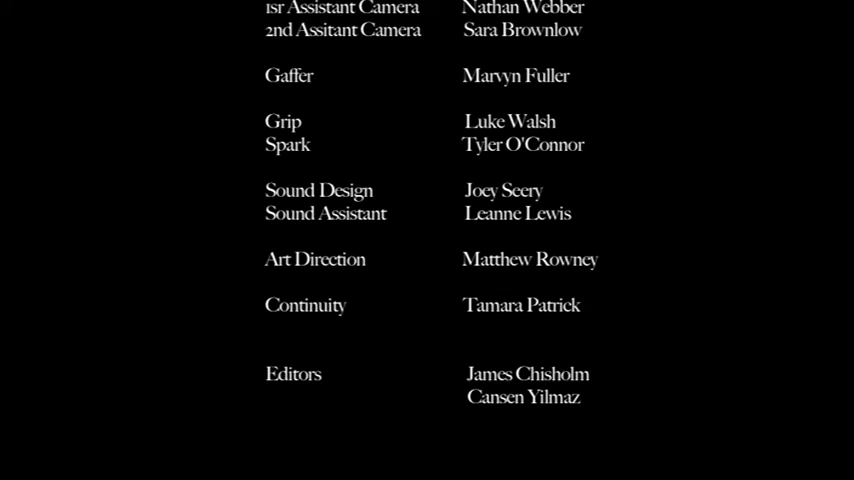 1sr Assistant Camera Nathan Webber
2nd Assitant Camera Sara Brownlow
Gaffer Marvyn Fuller
Grip Luke Walsh
Spark Tyler O'Connor
Sound Design Joey Seery
Sound Assistant Leanne Lewis
Art Direction Matthew Rowney
Continuity Tamara Patrick
Editors James Chisholm
Cansen Yilmaz